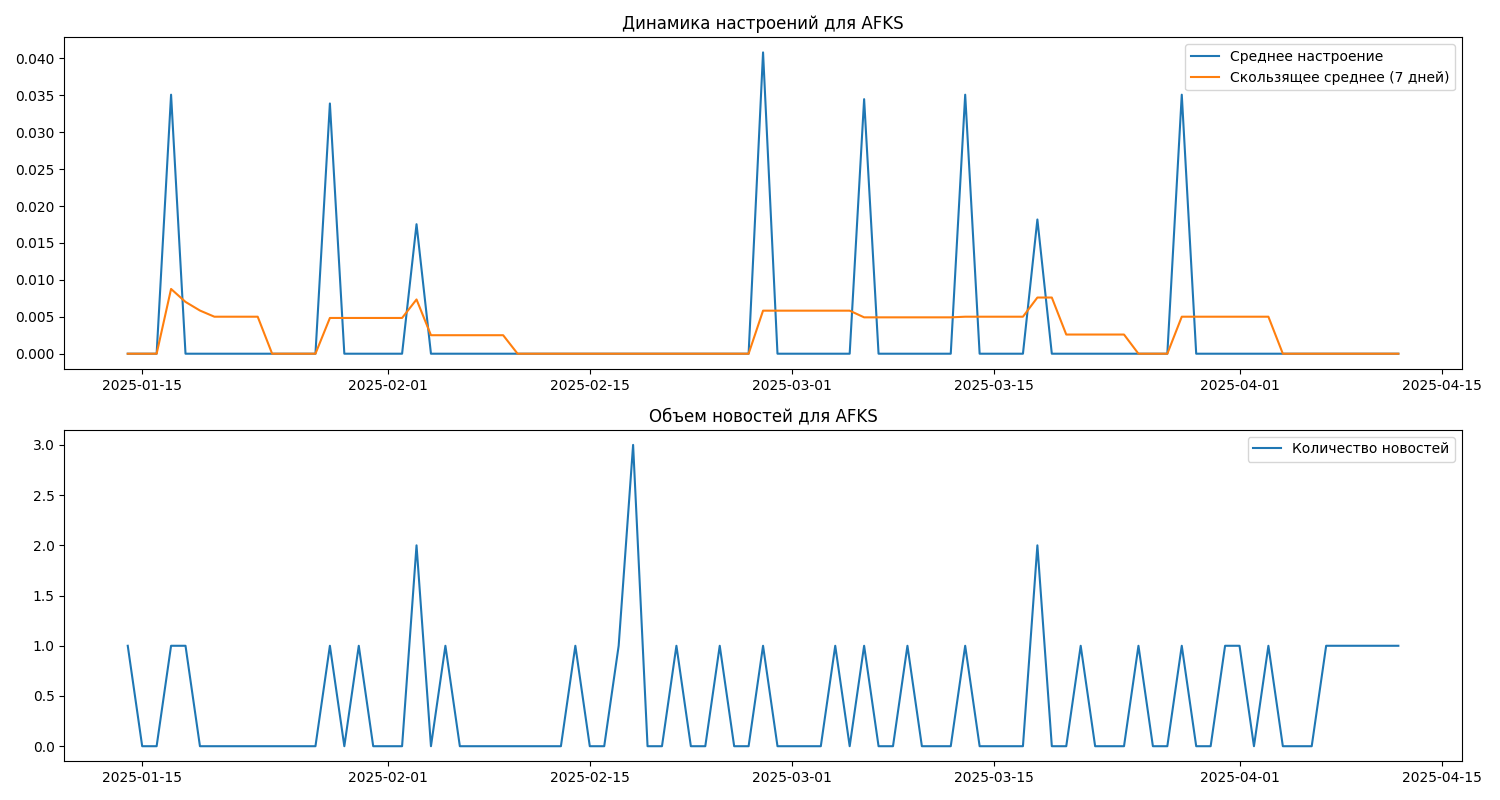 Динамика настроений для AFKS
Среднее настроение
Скользящее среднее (7 дней)
0.040
0.035
0.030
0.025
0.020
0.015
0.010
0.005
0.000
2025-01-15 2025-02-01 2025-02-15 2025-03-01 2025-03-15 2025-04-01 2025-04-15
Объем новостей для AFKS
Количество новостей
3.0
2.5
2.0
1.5
1.0
0.5
0.0
2025-01-15 2025-02-01 2025-02-15 2025-03-01 2025-03-15 2025-04-01 2025-04-15